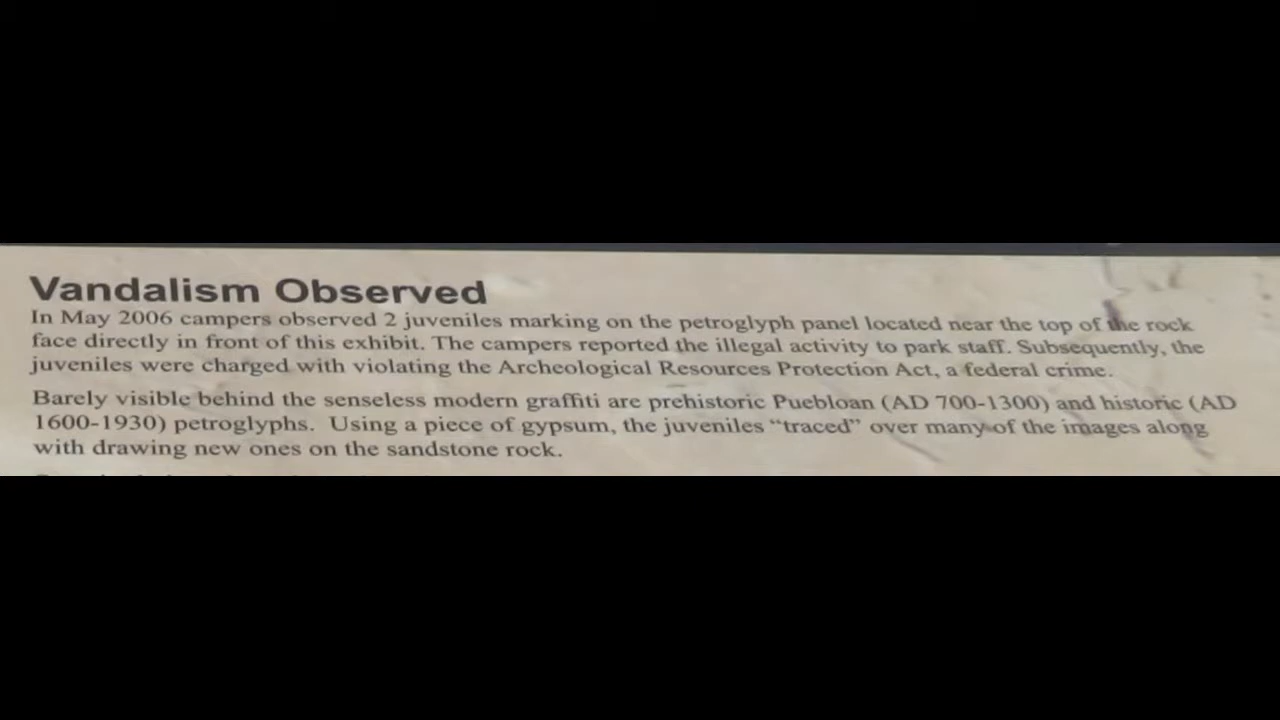 Vandalism Observed
In May 2006 campers observed 2 juveniles marking on the petroglyph panel located near the top of the rock
face directly in front of this exhibit. The campers reported the illegal activity to park staff. Subsequently, the
juveniles were charged with violating the Archeological Resources Protection Act, a federal crime.
Barely visible behind the senseless modern graffiti are prehistoric Puebloan (AD 700-1300) and historic (AD
1600-1930) petroglyphs.  Using a piece of gypsum, the juveniles “traced” over many of the images along
with drawing new ones on the sandstone rock.